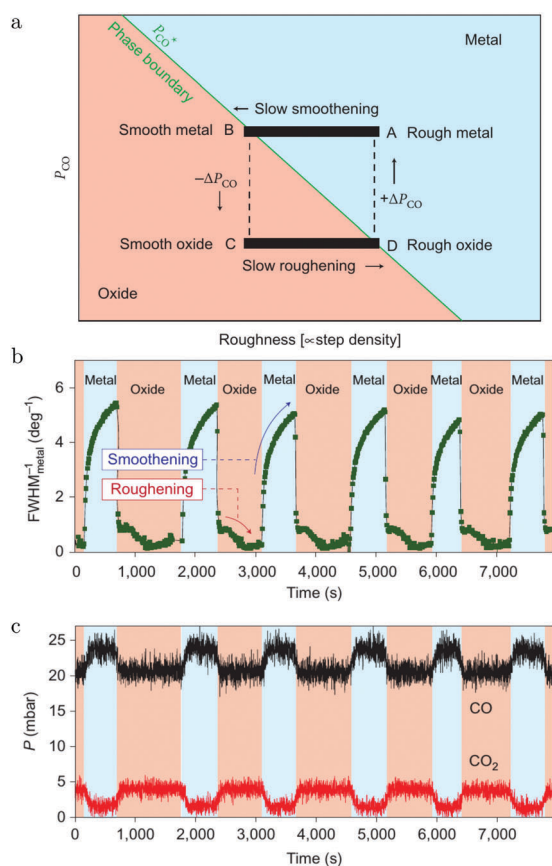 a
P_CO*
Phase boundary
Metal
← Slow smoothening
Smooth metal B
A Rough metal
P_CO
−ΔP_CO
+ΔP_CO
Smooth oxide C
D Rough oxide
Slow roughening →
Oxide
Roughness [∝step density]
b
Metal Oxide Metal Oxide Metal Oxide Metal Oxide Metal Oxide Metal
6
4
2
0
FWHM⁻¹metal (deg⁻¹)
Smoothening
Roughening
0 1,000 2,000 3,000 4,000 5,000 6,000 7,000
Time (s)
c
25
20
15
10
5
0
P (mbar)
CO
CO₂
0 1,000 2,000 3,000 4,000 5,000 6,000 7,000
Time (s)